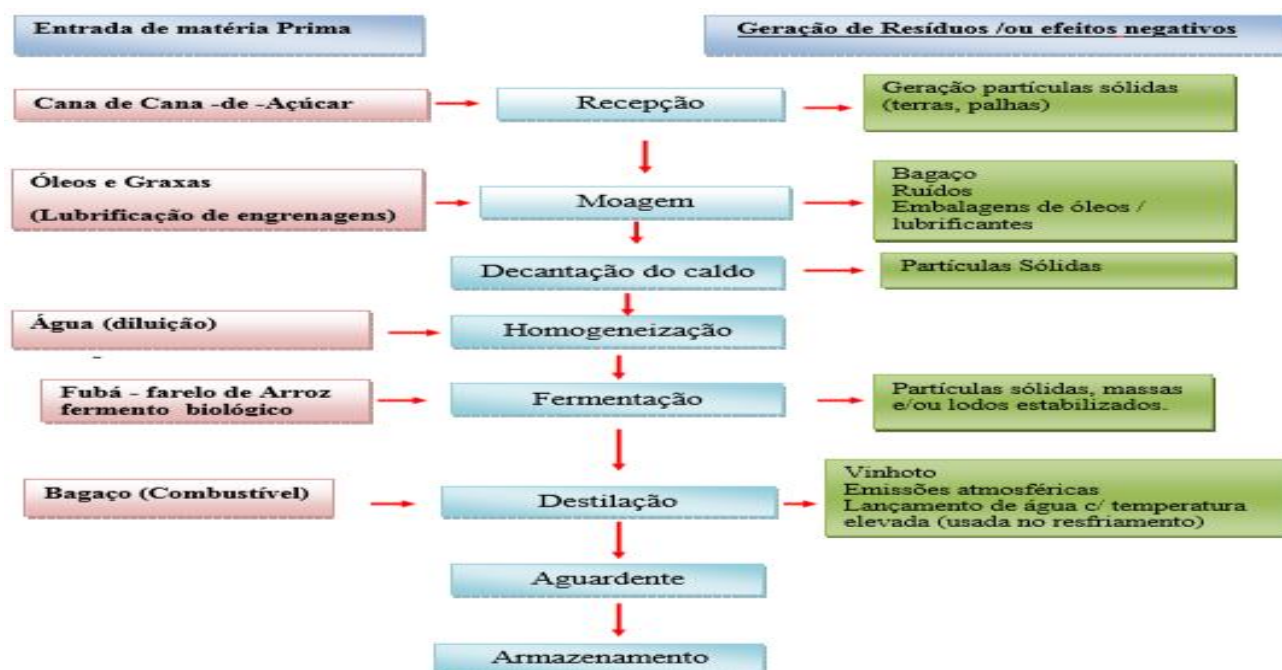 Entrada de matéria Prima
Geração de Resíduos /ou efeitos negativos
Cana de Cana -de -Açúcar
Recepção
Geração partículas sólidas
(terras, palhas)
Óleos e Graxas
(Lubrificação de engrenagens)
Moagem
Bagaço
Ruídos
Embalagens de óleos /
lubrificantes
Decantação do caldo
Partículas Sólidas
Água (diluição)
Homogeneização
Fubá - farelo de Arroz
fermento biológico
Fermentação
Partículas sólidas, massas
e/ou lodos estabilizados.
Bagaço (Combustível)
Destilação
Vinhoto
Emissões atmosféricas
Lançamento de água c/ temperatura
elevada (usada no resfriamento)
Aguardente
Armazenamento